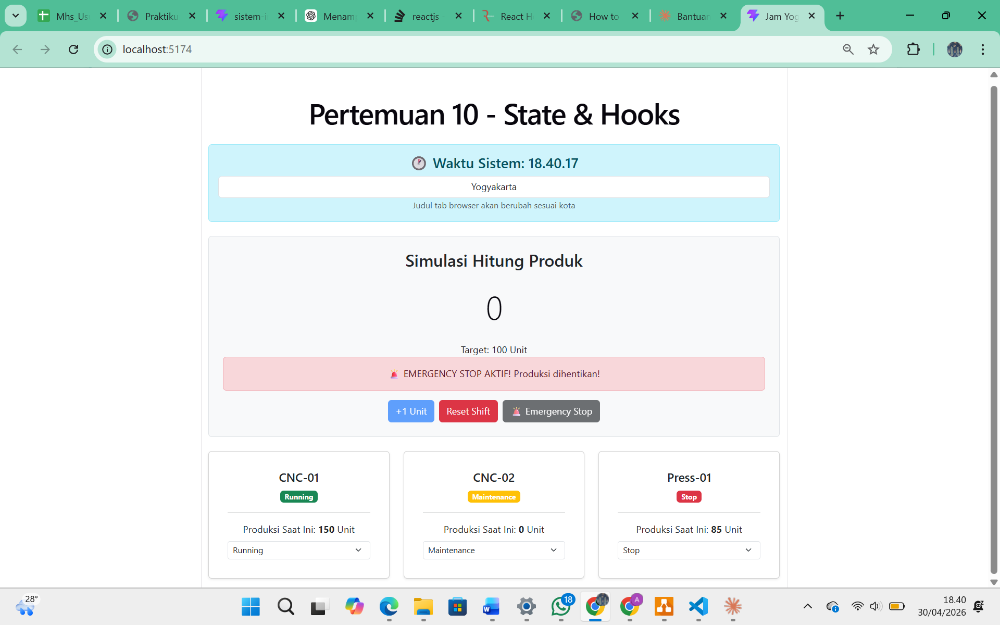 Mhs_Us
Praktiku
sistem-i
Menamp
reactjs -
React H
How to
Bantuan
Jam Yog
localhost:5174
Pertemuan 10 - State & Hooks
Waktu Sistem: 18.40.17
Yogyakarta
Judul tab browser akan berubah sesuai kota
Simulasi Hitung Produk
0
Target: 100 Unit
EMERGENCY STOP AKTIF! Produksi dihentikan!
+1 Unit
Reset Shift
Emergency Stop
CNC-01
Running
Produksi Saat Ini: 150 Unit
Running
CNC-02
Maintenance
Produksi Saat Ini: 0 Unit
Maintenance
Press-01
Stop
Produksi Saat Ini: 85 Unit
Stop
28°
W
18
A
18.40
30/04/2026